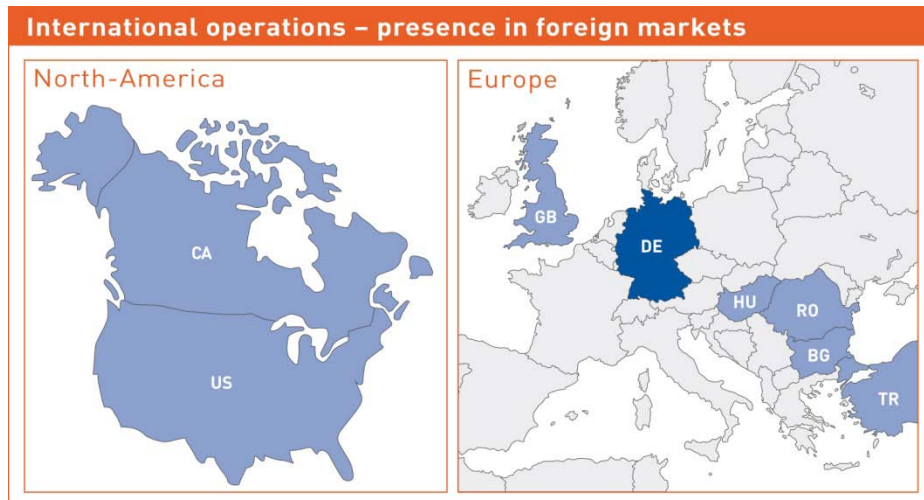 International operations – presence in foreign markets
North-America
Europe
CA
US
GB
DE
HU
RO
BG
TR